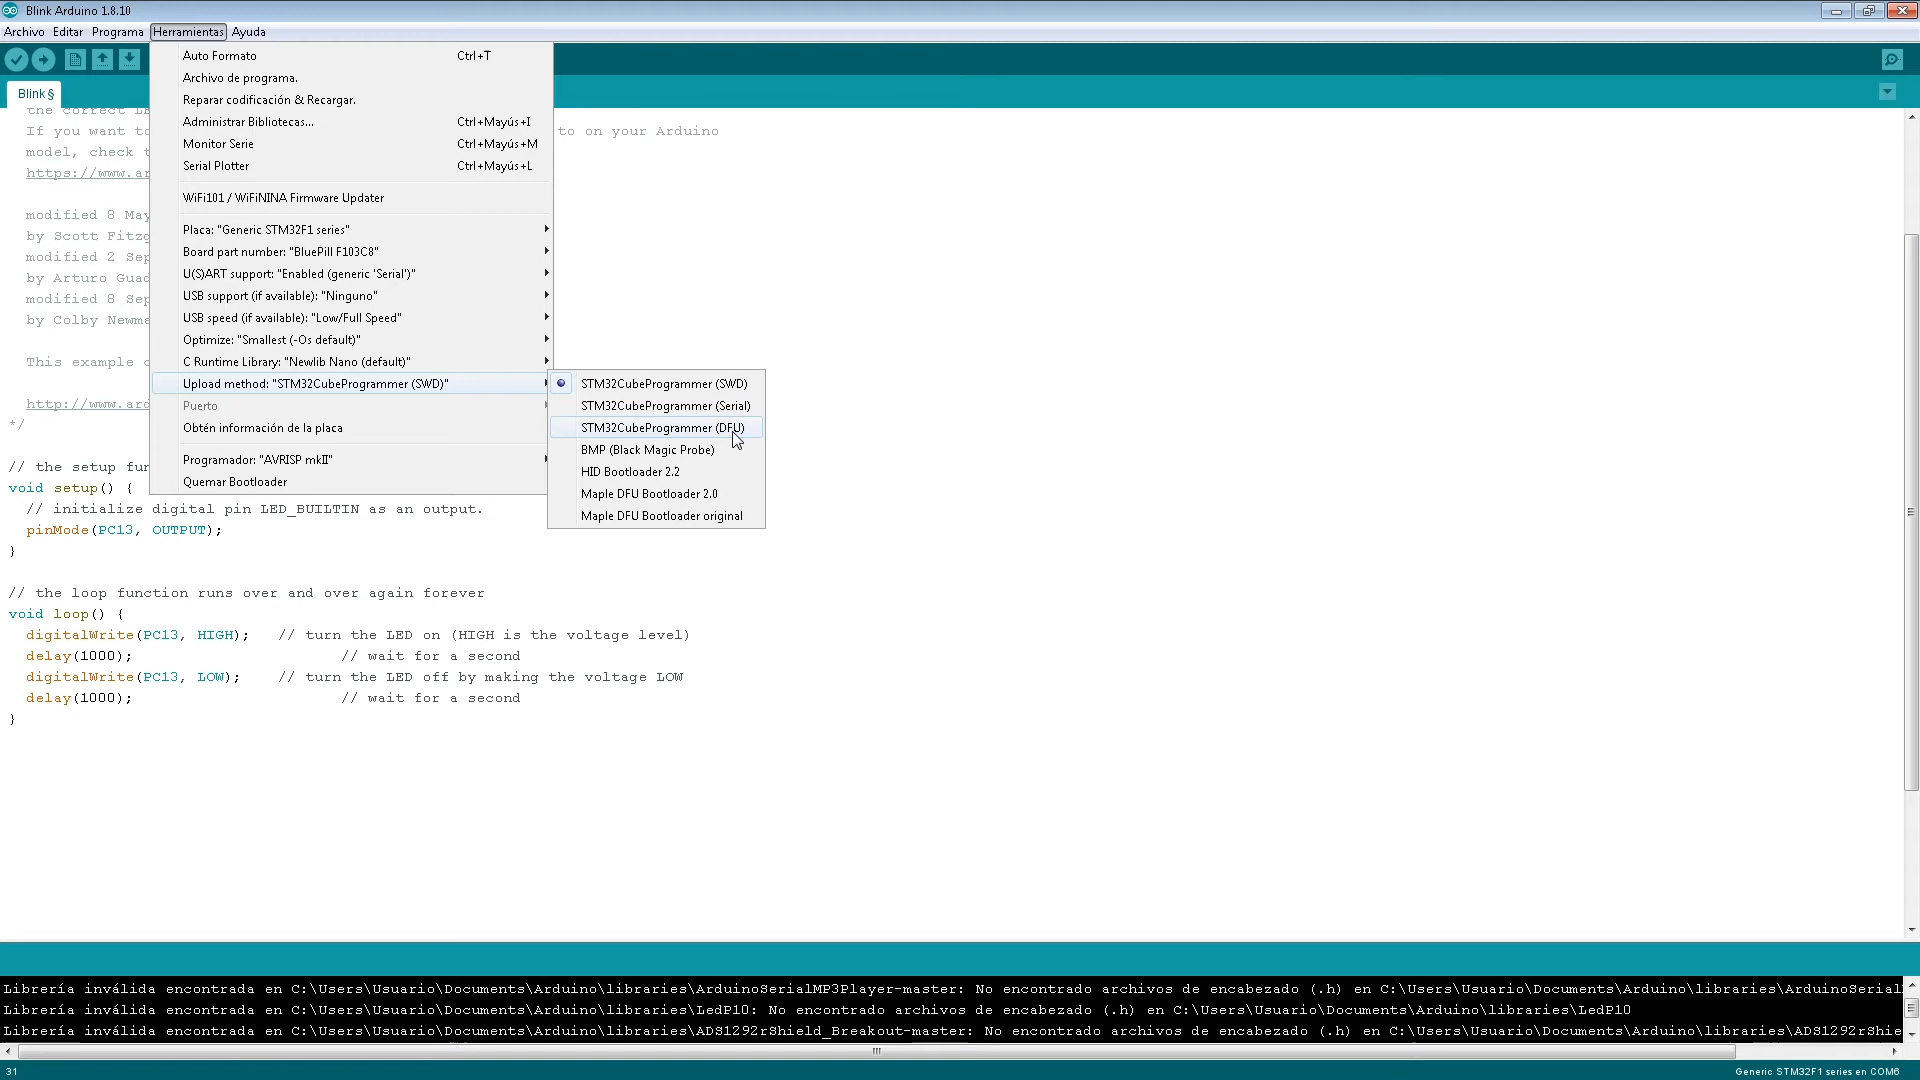 Blink Arduino 1.8.10
Archivo Editar Programa Herramientas Ayuda
Blink §
Auto Formato Ctrl+T
Archivo de programa.
Reparar codificación & Recargar.
Administrar Bibliotecas... Ctrl+Mayús+I
Monitor Serie Ctrl+Mayús+M
Serial Plotter Ctrl+Mayús+L
WiFi101 / WiFiNINA Firmware Updater
Placa: "Generic STM32F1 series"
Board part number: "BluePill F103C8"
U(S)ART support: "Enabled (generic 'Serial')"
USB support (if available): "Ninguno"
USB speed (if available): "Low/Full Speed"
Optimize: "Smallest (-Os default)"
C Runtime Library: "Newlib Nano (default)"
Upload method: "STM32CubeProgrammer (SWD)"
Puerto
Obtén información de la placa
Programador: "AVRISP mkII"
Quemar Bootloader
STM32CubeProgrammer (SWD)
STM32CubeProgrammer (Serial)
STM32CubeProgrammer (DFU)
BMP (Black Magic Probe)
HID Bootloader 2.2
Maple DFU Bootloader 2.0
Maple DFU Bootloader original
the correct
If you want to on your Arduino
model, check
https://www.ar
modified 8 May
by Scott Fitzg
modified 2 Sep
by Arturo Guad
modified 8 Sep
by Colby Newma
This example
http://www.ard
*/
// the setup fun
void setup() {
// initialize digital pin LED_BUILTIN as an output.
pinMode(PC13, OUTPUT);
}
// the loop function runs over and over again forever
void loop() {
digitalWrite(PC13, HIGH); // turn the LED on (HIGH is the voltage level)
delay(1000); // wait for a second
digitalWrite(PC13, LOW); // turn the LED off by making the voltage LOW
delay(1000); // wait for a second
}
Librería inválida encontrada en C:\Users\Usuario\Documents\Arduino\libraries\ArduinoSerialMP3Player-master: No encontrado archivos de encabezado (.h) en C:\Users\Usuario\Documents\Arduino\libraries\ArduinoSerial
Librería inválida encontrada en C:\Users\Usuario\Documents\Arduino\libraries\LedP10: No encontrado archivos de encabezado (.h) en C:\Users\Usuario\Documents\Arduino\libraries\LedP10
Librería inválida encontrada en C:\Users\Usuario\Documents\Arduino\libraries\ADS1292rShield_Breakout-master: No encontrado archivos de encabezado (.h) en C:\Users\Usuario\Documents\Arduino\libraries\ADS1292rShie
31 Generic STM32F1 series en COM6